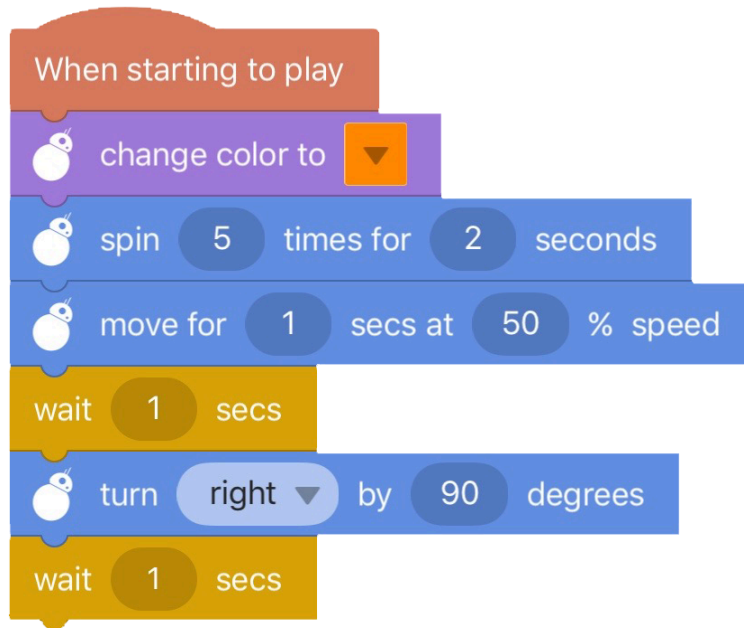 When starting to play
change color to
spin 5 times for 2 seconds
move for 1 secs at 50 % speed
wait 1 secs
turn right by 90 degrees
wait 1 secs